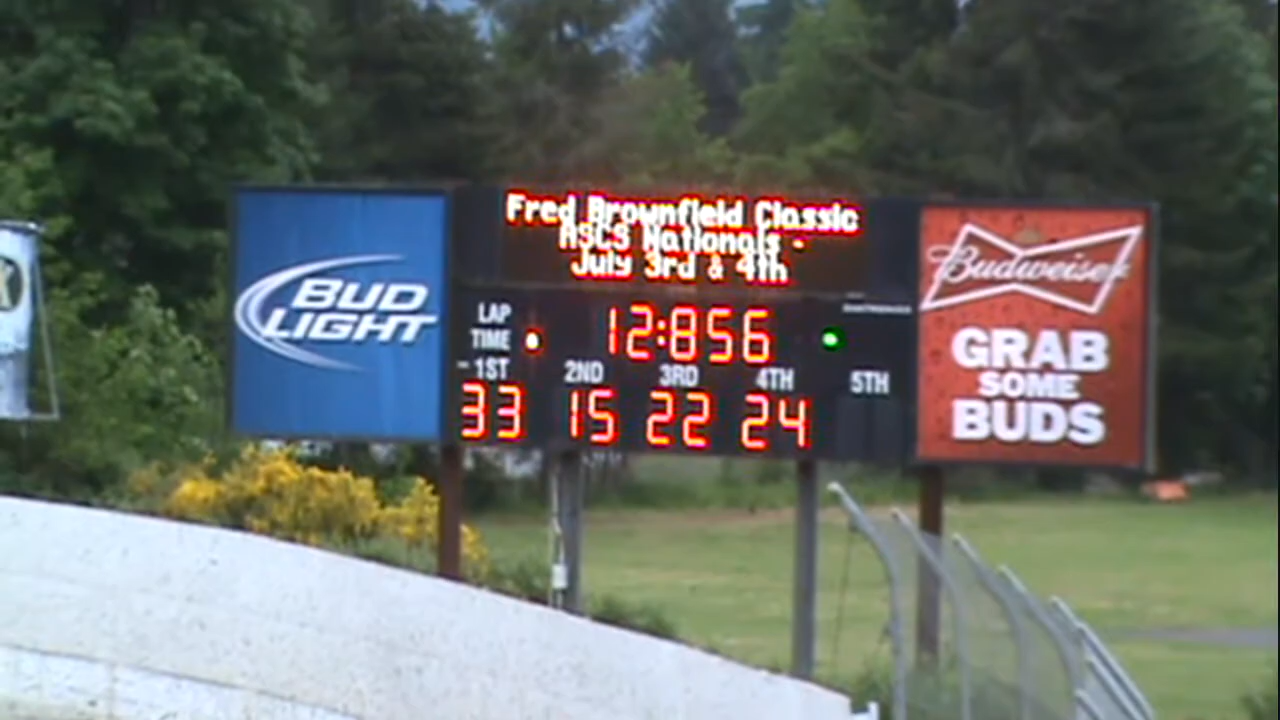 Fred Brownfield Classic
ASCS Nationals -
July 3rd & 4th
BUD
LIGHT
LAP
TIME
12:856
1ST 2ND 3RD 4TH 5TH
33 15 22 24
Budweiser
GRAB
SOME
BUDS